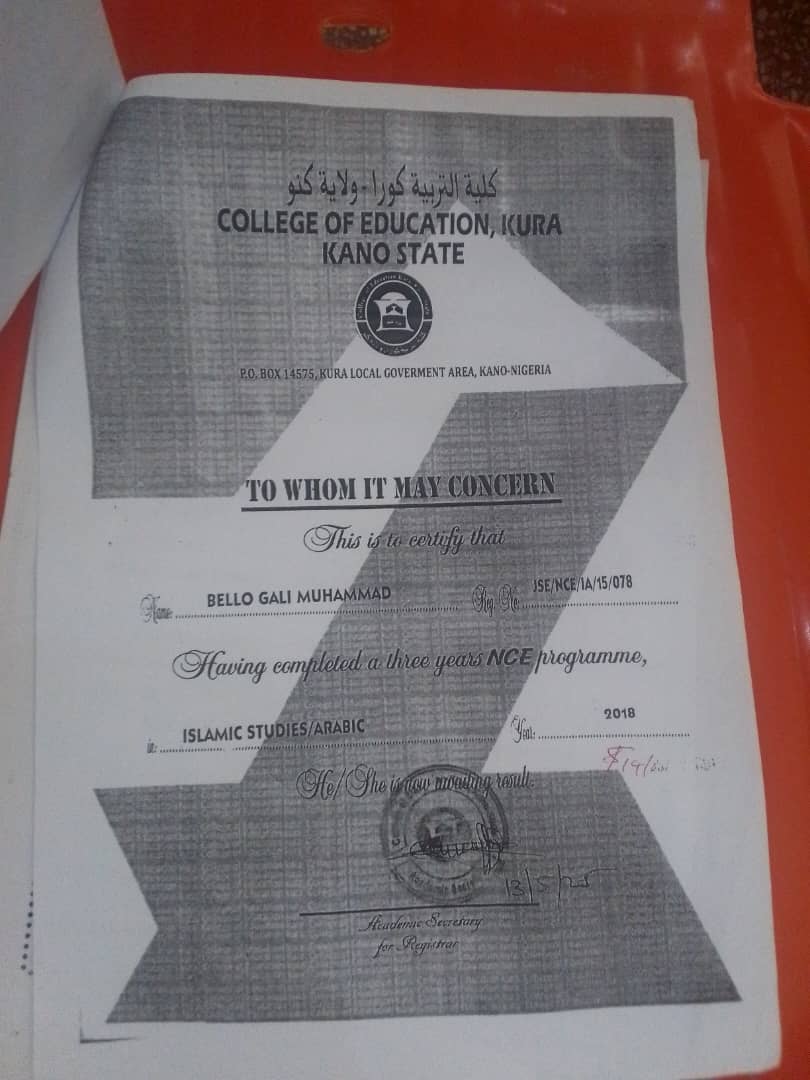 كلية التربية كورا - ولاية كنو
COLLEGE OF EDUCATION, KURA
KANO STATE
P.O. BOX 14575, KURA LOCAL GOVERMENT AREA, KANO-NIGERIA
TO WHOM IT MAY CONCERN
This is to certify that
Name: BELLO GALI MUHAMMAD Reg. No: JSE/NCE/IA/15/078
Having completed a three years NCE programme,
in: ISLAMIC STUDIES/ARABIC Year: 2018
He/She is now awaiting result.
13/5/25
Academic Secretary
for Registrar